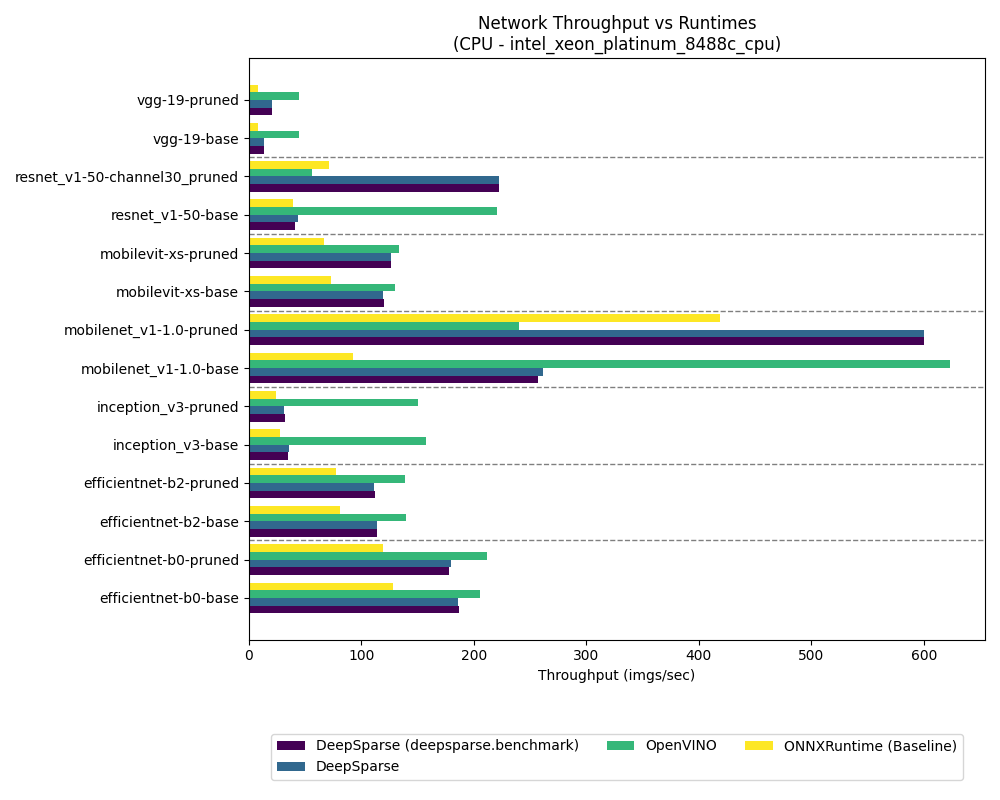 Network Throughput vs Runtimes
(CPU - intel_xeon_platinum_8488c_cpu)
vgg-19-pruned
vgg-19-base
resnet_v1-50-channel30_pruned
resnet_v1-50-base
mobilevit-xs-pruned
mobilevit-xs-base
mobilenet_v1-1.0-pruned
mobilenet_v1-1.0-base
inception_v3-pruned
inception_v3-base
efficientnet-b2-pruned
efficientnet-b2-base
efficientnet-b0-pruned
efficientnet-b0-base
0 100 200 300 400 500 600
Throughput (imgs/sec)
DeepSparse (deepsparse.benchmark) OpenVINO ONNXRuntime (Baseline)
DeepSparse